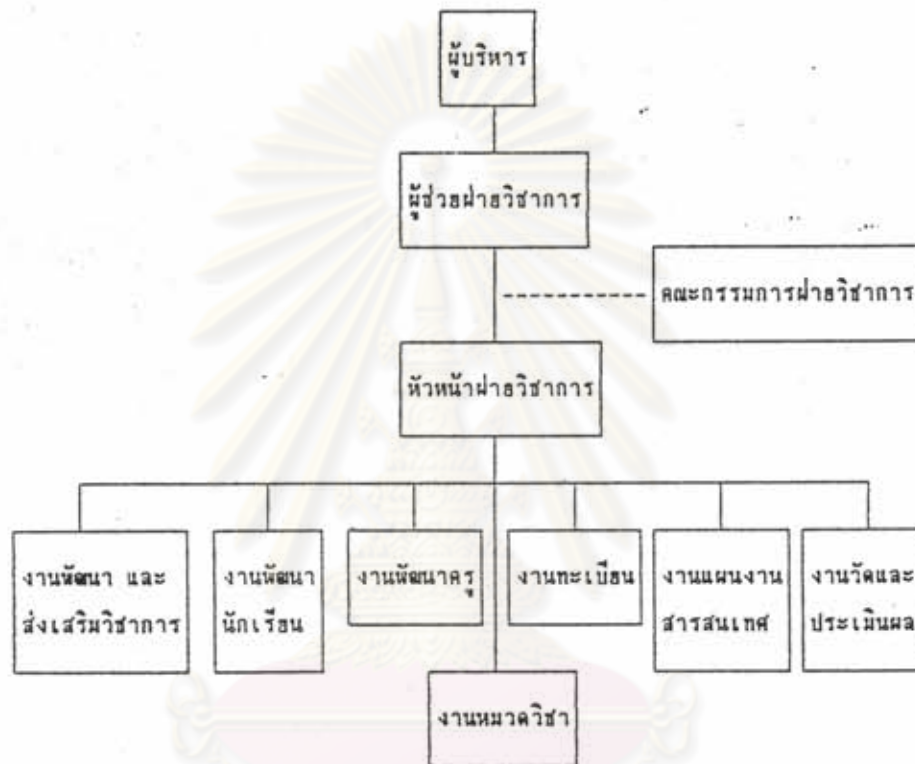 ผู้บริหาร
ผู้ช่วยฝ่ายวิชาการ
คณะกรรมการฝ่ายวิชาการ
หัวหน้าฝ่ายวิชาการ
งานพัฒนา และ
ส่งเสริมวิชาการ
งานพัฒนา
นักเรียน
งานพัฒนาครู
งานทะเบียน
งานแผนงาน
สารสนเทศ
งานวัดและ
ประเมินผล
งานหมวดวิชา